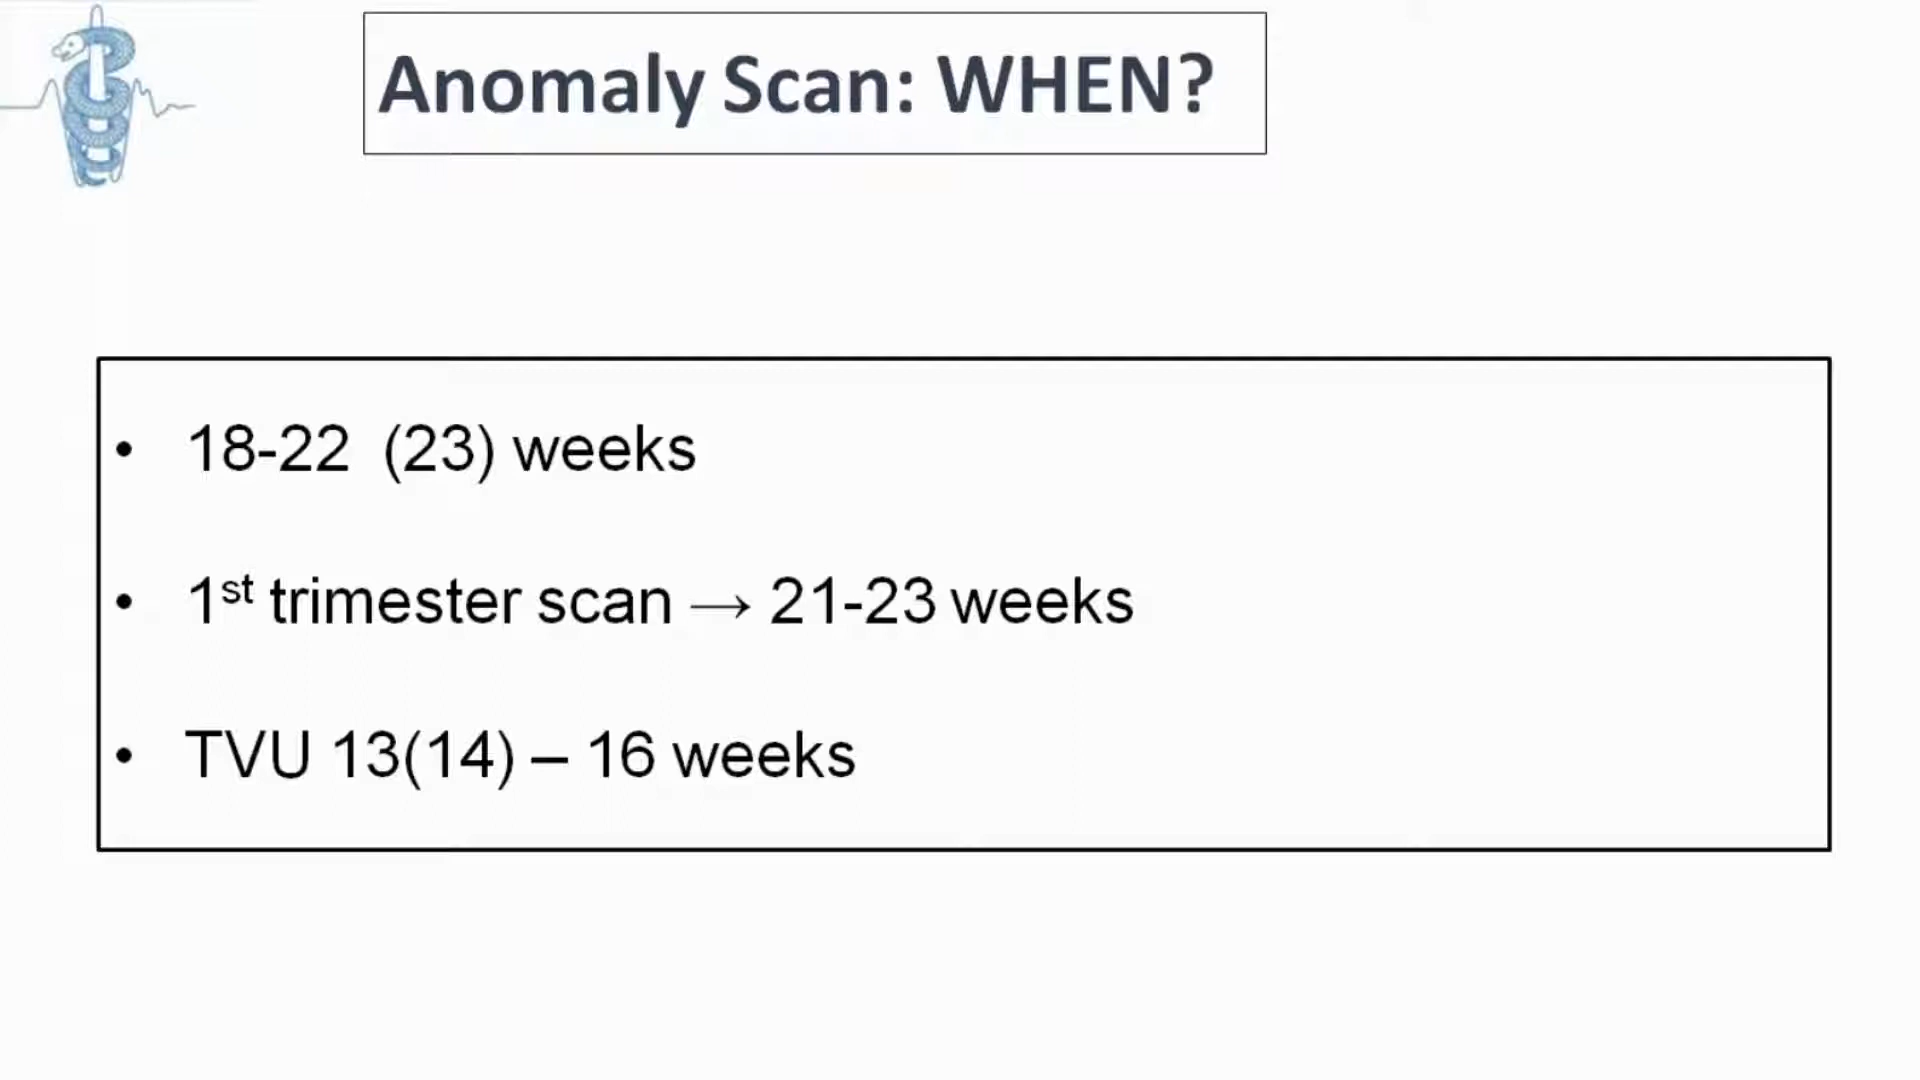 Anomaly Scan: WHEN?
• 18-22 (23) weeks
• 1st trimester scan → 21-23 weeks
• TVU 13(14) – 16 weeks